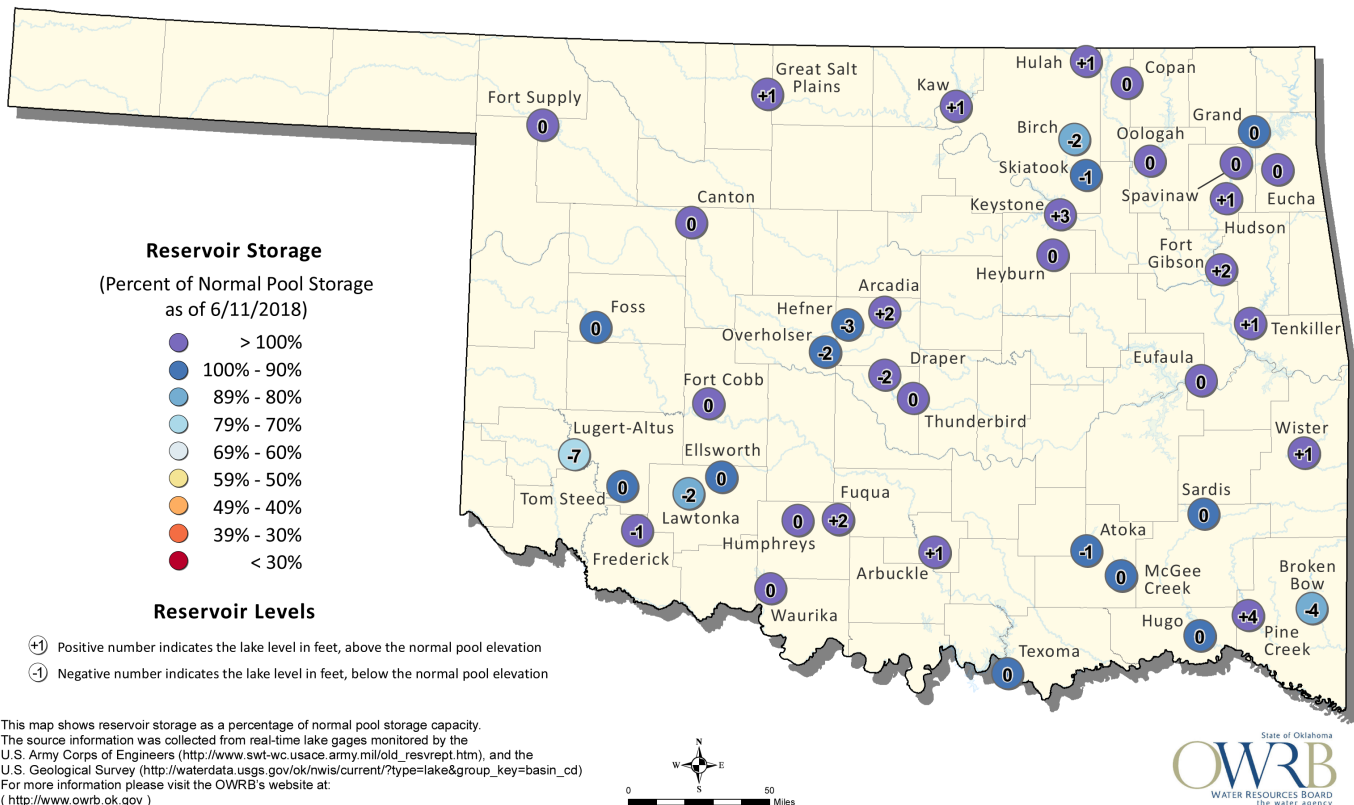 Hulah
+1
Copan
0
Great Salt
Plains
+1
Kaw
+1
Fort Supply
0
Grand
0
Birch
-2
Oologah
0
Skiatook
-1
Spavinaw
0
0
Eucha
+1
Hudson
Canton
0
Keystone
+3
Heyburn
0
Fort
Gibson
+2
Reservoir Storage
(Percent of Normal Pool Storage
as of 6/11/2018)
> 100%
100% - 90%
89% - 80%
79% - 70%
69% - 60%
59% - 50%
49% - 40%
39% - 30%
< 30%
Foss
0
Arcadia
+2
Hefner
-3
Overholser
-2
Tenkiller
+1
Draper
-2
Eufaula
0
Fort Cobb
0
0
Thunderbird
Lugert-Altus
-7
Wister
+1
Ellsworth
0
Tom Steed
0
-2
Lawtonka
Fuqua
+2
0
Humphreys
Sardis
0
-1
Frederick
Atoka
-1
+1
Arbuckle
0
McGee
Creek
Broken
Bow
-4
0
Waurika
Hugo
0
+4
Pine
Creek
Texoma
0
Reservoir Levels
+1 Positive number indicates the lake level in feet, above the normal pool elevation
-1 Negative number indicates the lake level in feet, below the normal pool elevation
This map shows reservoir storage as a percentage of normal pool storage capacity.
The source information was collected from real-time lake gages monitored by the
U.S. Army Corps of Engineers (http://www.swt-wc.usace.army.mil/old_resvrept.htm), and the
U.S. Geological Survey (http://waterdata.usgs.gov/ok/nwis/current/?type=lake&group_key=basin_cd)
For more information please visit the OWRB's website at:
( http://www.owrb.ok.gov )
N
W E
S
0 50
Miles
State of Oklahoma
OWRB
WATER RESOURCES BOARD
the water agency